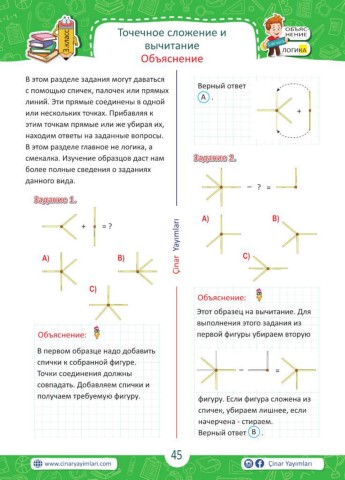 3 класс
Точечное сложение и
вычитание
Объяснение
ОБЪЯС
НЕНИЕ
ЛОГИКА
В этом разделе задания могут даваться
с помощью спичек, палочек или прямых
линий. Эти прямые соединены в одной
или нескольких точках. Прибавляя к
этим точкам прямые или же убирая их,
находим ответы на заданные вопросы.
В этом разделе главное не логика, а
смекалка. Изучение образцов даст нам
более полные сведения о заданиях
данного вида.
Задание 1.
+ = ?
A) B)
C)
Объяснение:
В первом образце надо добавить
спички к собранной фигуре.
Точки соединения должны
совпадать. Добавляем спички и
получаем требуемую фигуру.
Çınar Yayımları
Верный ответ
A .
+
Задание 2.
− ? =
A) B)
C)
Объяснение:
Этот образец на вычитание. Для
выполнения этого задания из
первой фигуры убираем вторую
− =
фигуру. Если фигура сложена из
спичек, убираем лишнее, если
начерчена - стираем.
Верный ответ B .
www.cinaryayimlari.com
45
Çınar Yayımları